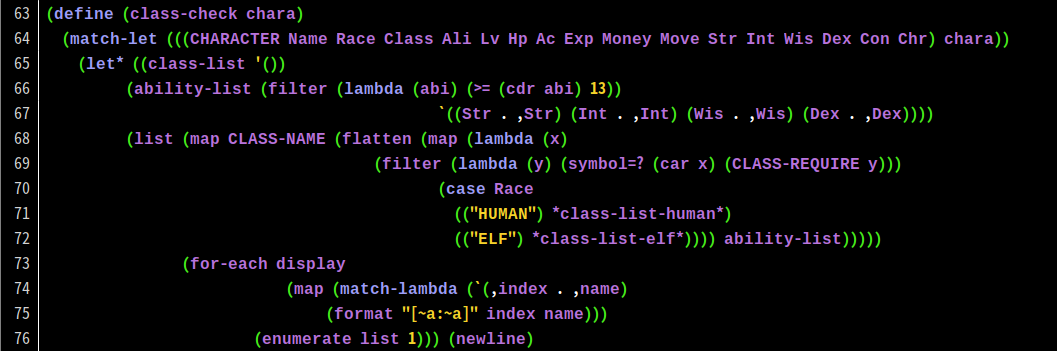 63 (define (class-check chara)
64 (match-let (((CHARACTER Name Race Class Ali Lv Hp Ac Exp Money Move Str Int Wis Dex Con Chr) chara))
65 (let* ((class-list '())
66 (ability-list (filter (lambda (abi) (>= (cdr abi) 13))
67 `((Str . ,Str) (Int . ,Int) (Wis . ,Wis) (Dex . ,Dex))))
68 (list (map CLASS-NAME (flatten (map (lambda (x)
69 (filter (lambda (y) (symbol=? (car x) (CLASS-REQUIRE y)))
70 (case Race
71 (("HUMAN") *class-list-human*)
72 (("ELF") *class-list-elf*)))) ability-list)))))
73 (for-each display
74 (map (match-lambda (`(,index . ,name)
75 (format "[~a:~a]" index name)))
76 (enumerate list 1))) (newline)